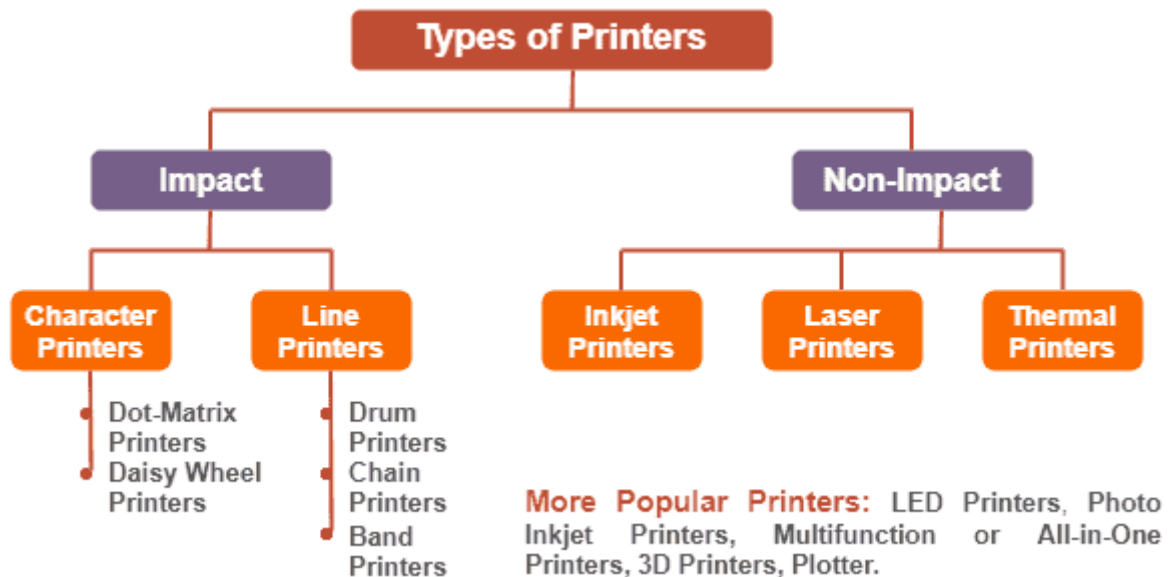 Types of Printers
Impact
Non-Impact
Character
Printers
Line
Printers
Inkjet
Printers
Laser
Printers
Thermal
Printers
Dot-Matrix
Printers
Daisy Wheel
Printers
Drum
Printers
Chain
Printers
Band
Printers
More Popular Printers: LED Printers, Photo
Inkjet Printers, Multifunction or All-in-One
Printers, 3D Printers, Plotter.